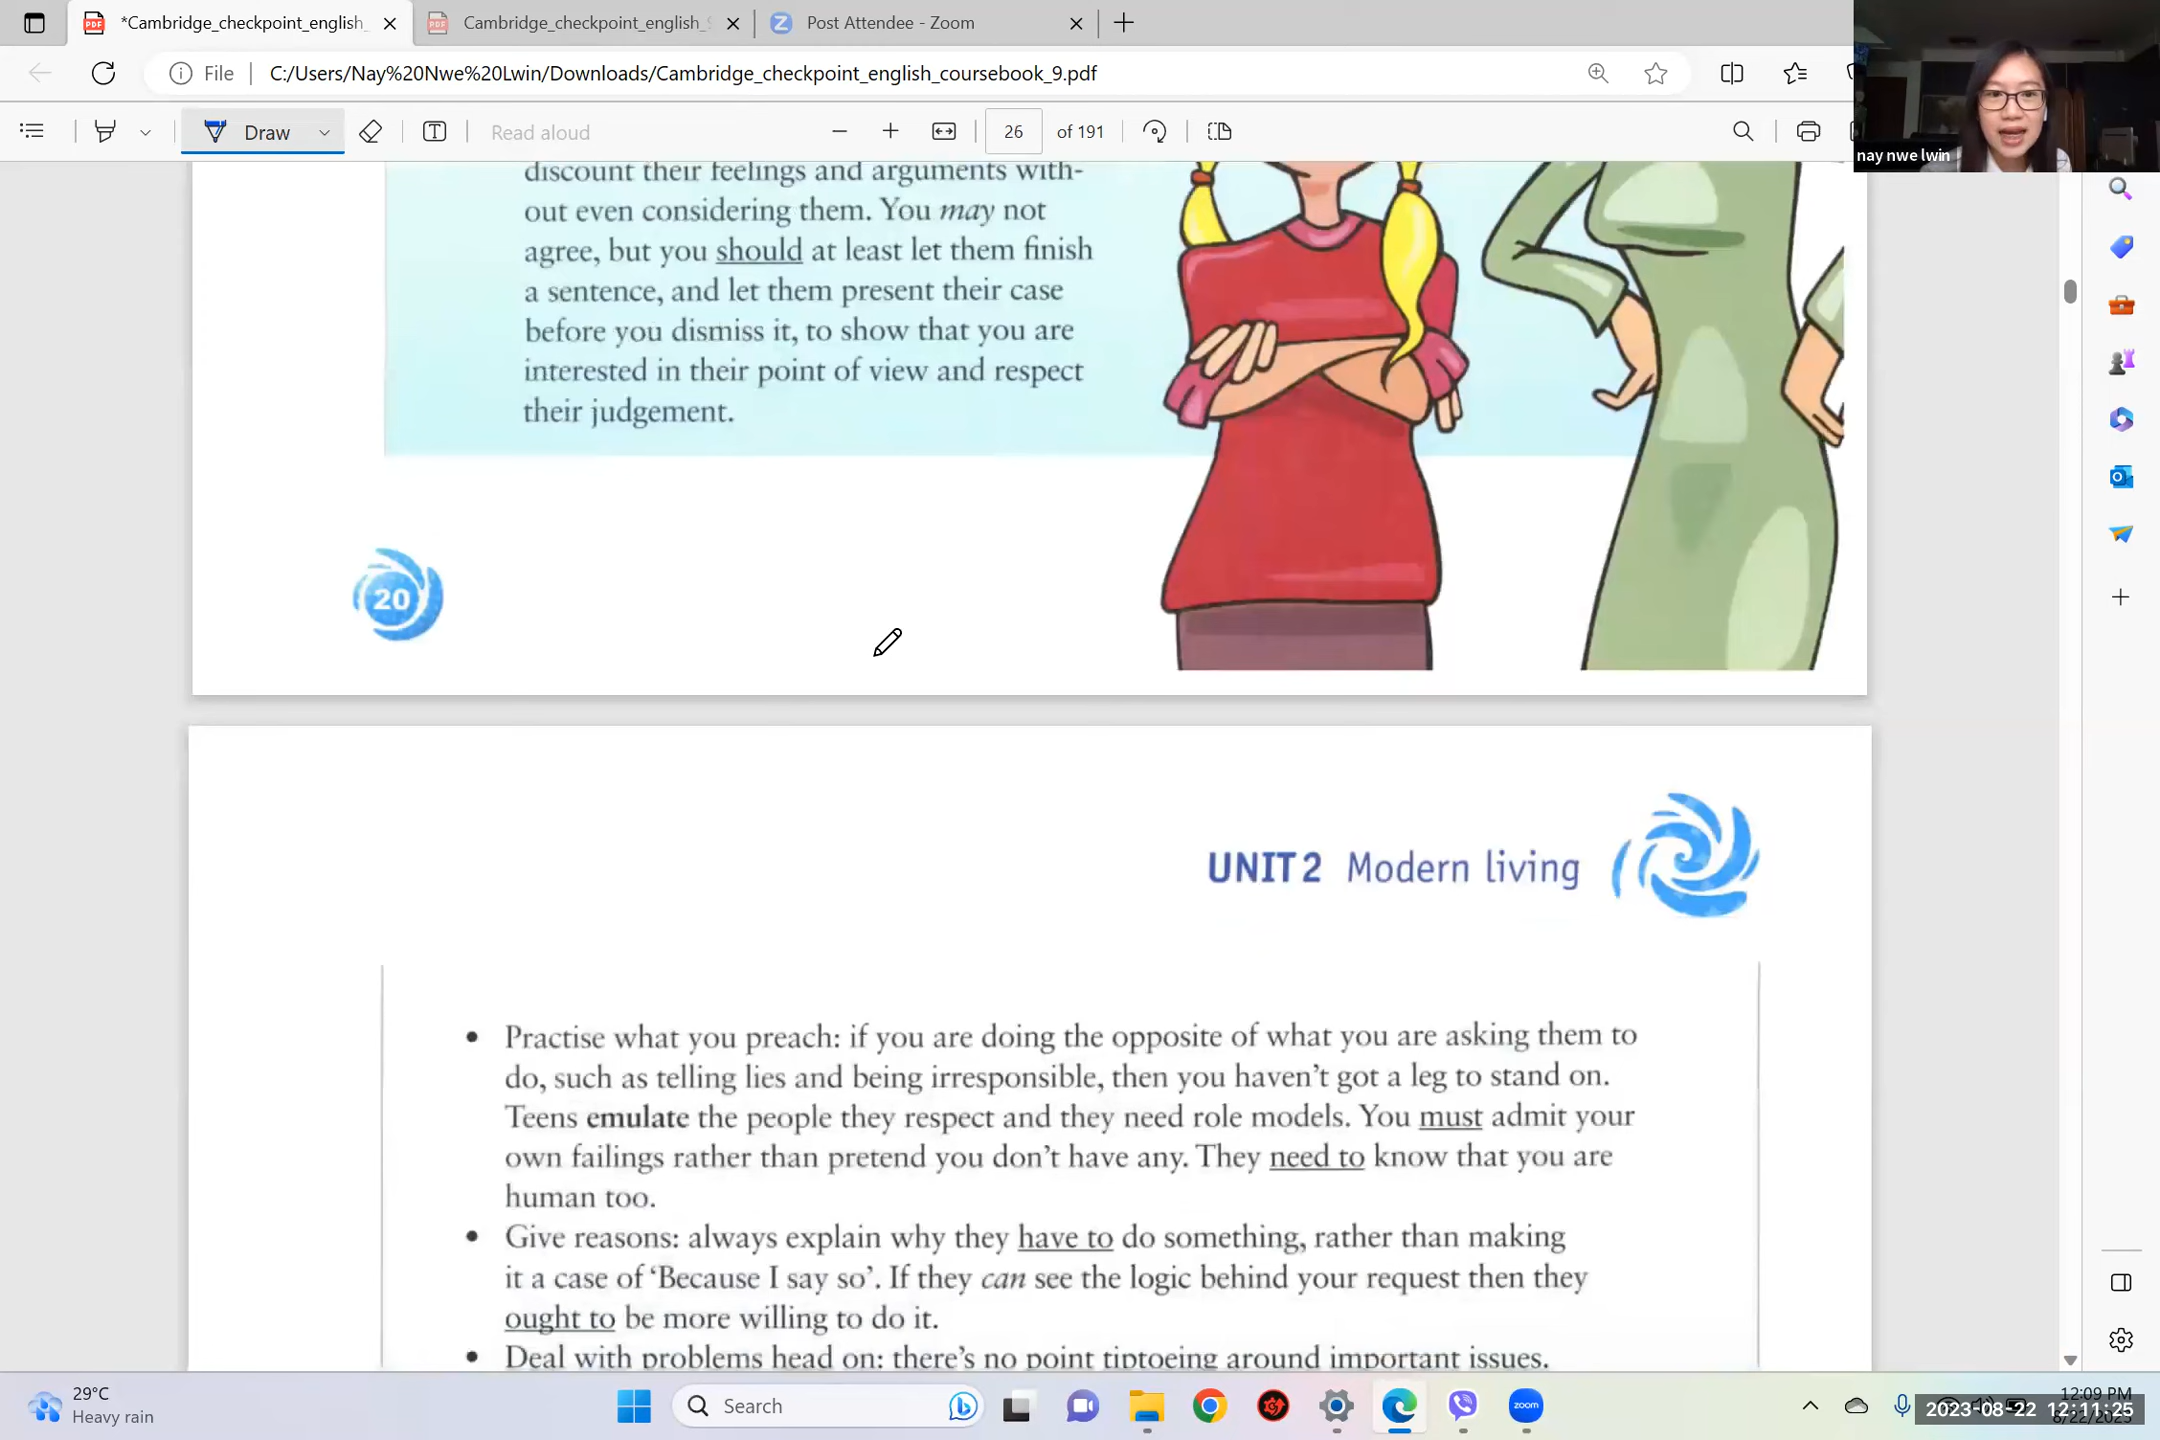 *Cambridge_checkpoint_english_
Cambridge_checkpoint_english_9
Post Attendee - Zoom
File
C:/Users/Nay%20Nwe%20Lwin/Downloads/Cambridge_checkpoint_english_coursebook_9.pdf
Draw
Read aloud
26
of 191
nay nwe lwin
discount their feelings and arguments with-
out even considering them. You may not
agree, but you should at least let them finish
a sentence, and let them present their case
before you dismiss it, to show that you are
interested in their point of view and respect
their judgement.
20
UNIT 2 Modern living
• Practise what you preach: if you are doing the opposite of what you are asking them to
do, such as telling lies and being irresponsible, then you haven't got a leg to stand on.
Teens emulate the people they respect and they need role models. You must admit your
own failings rather than pretend you don't have any. They need to know that you are
human too.
• Give reasons: always explain why they have to do something, rather than making
it a case of ‘Because I say so’. If they can see the logic behind your request then they
ought to be more willing to do it.
• Deal with problems head on: there's no point tiptoeing around important issues.
29°C
Heavy rain
Search
zoom
12:09 PM
8/22/2023
2023-08-22 12:11:25